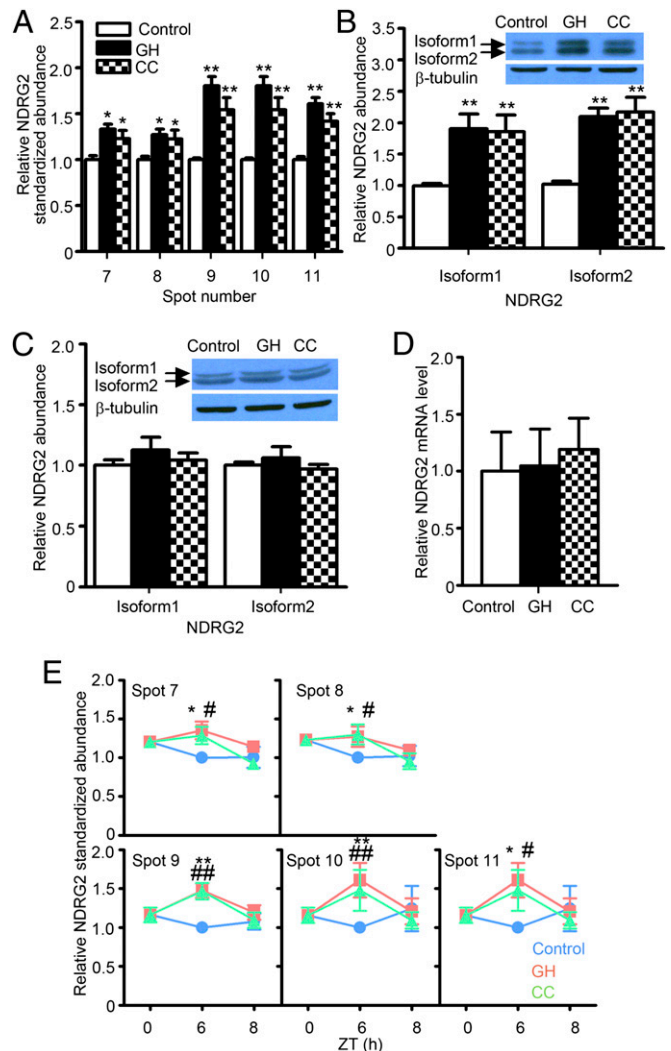 A
Relative NDRG2
standardized abundance
2.5
2.0
1.5
1.0
0.5
0
Control
GH
CC
* * * * ** ** ** ** ** **
7 8 9 10 11
Spot number
B
Relative NDRG2 abundance
3.5
3.0
2.5
2.0
1.5
1.0
0.5
0
Control GH CC
Isoform1
Isoform2
β-tubulin
** ** ** **
Isoform1 Isoform2
NDRG2
C
Relative NDRG2 abundance
2.0
1.5
1.0
0.5
0
Control GH CC
Isoform1
Isoform2
β-tubulin
Isoform1 Isoform2
NDRG2
D
Relative NDRG2 mRNA level
2.0
1.5
1.0
0.5
0
Control GH CC
E
Relative NDRG2 standardized abundance
2.0
1.5
1.0
0.5
0
Spot 7
* #
Spot 8
* #
2.0
1.5
1.0
0.5
0
Spot 9
**
##
Spot 10
**
##
Spot 11
* #
Control
GH
CC
0 6 8 0 6 8 0 6 8
ZT (h)